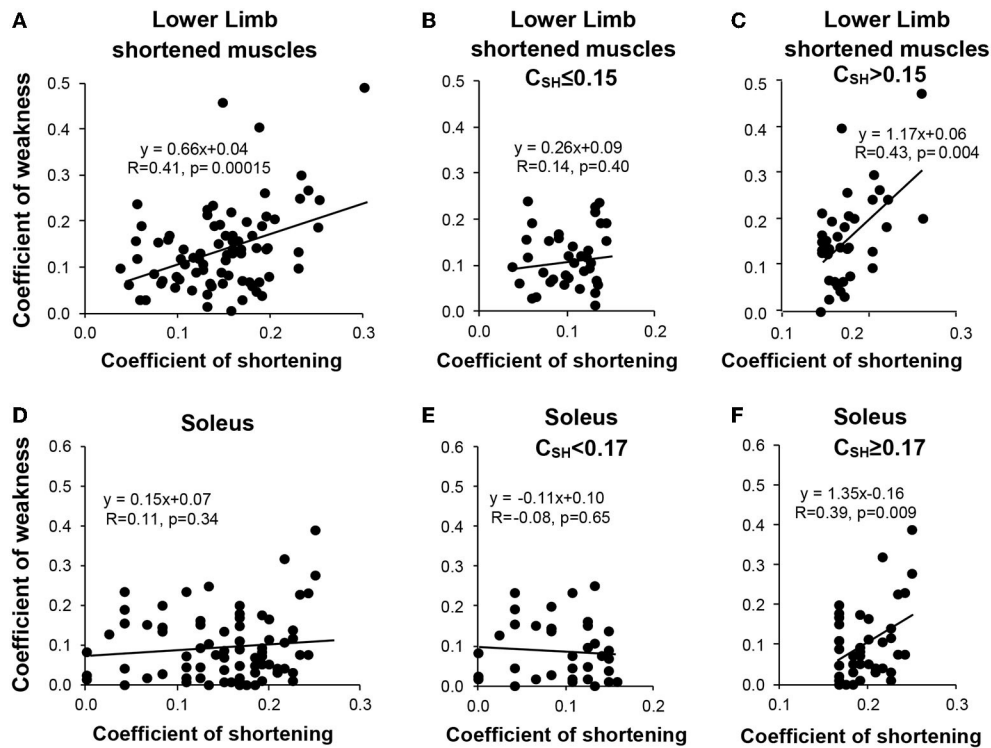 A
Lower Limb
shortened muscles
Coefficient of weakness
0.5
0.4
0.3
0.2
0.1
0.0
y = 0.66x+0.04
R=0.41, p= 0.00015
0.0 0.1 0.2 0.3
Coefficient of shortening
B
Lower Limb
shortened muscles
CSH≤0.15
0.5
0.4
0.3
0.2
0.1
0.0
y = 0.26x+0.09
R=0.14, p=0.40
0.0 0.1 0.2
Coefficient of shortening
C
Lower Limb
shortened muscles
CSH>0.15
0.5
0.4
0.3
0.2
0.1
0.0
y = 1.17x+0.06
R=0.43, p= 0.004
0.1 0.2 0.3
Coefficient of shortening
D
Soleus
Coefficient of weakness
0.6
0.5
0.4
0.3
0.2
0.1
0.0
y = 0.15x+0.07
R=0.11, p=0.34
0.0 0.1 0.2 0.3
Coefficient of shortening
E
Soleus
CSH<0.17
0.6
0.5
0.4
0.3
0.2
0.1
0.0
y = -0.11x+0.10
R=-0.08, p=0.65
0.0 0.1 0.2
Coefficient of shortening
F
Soleus
CSH≥0.17
0.6
0.5
0.4
0.3
0.2
0.1
0.0
y = 1.35x-0.16
R=0.39, p=0.009
0.1 0.2 0.3
Coefficient of shortening